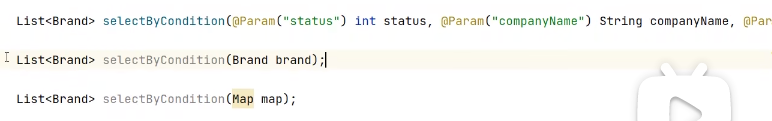 List<Brand> selectByCondition(@Param("status") int status, @Param("companyName") String companyName, @Par
List<Brand> selectByCondition(Brand brand);
List<Brand> selectByCondition(Map map);